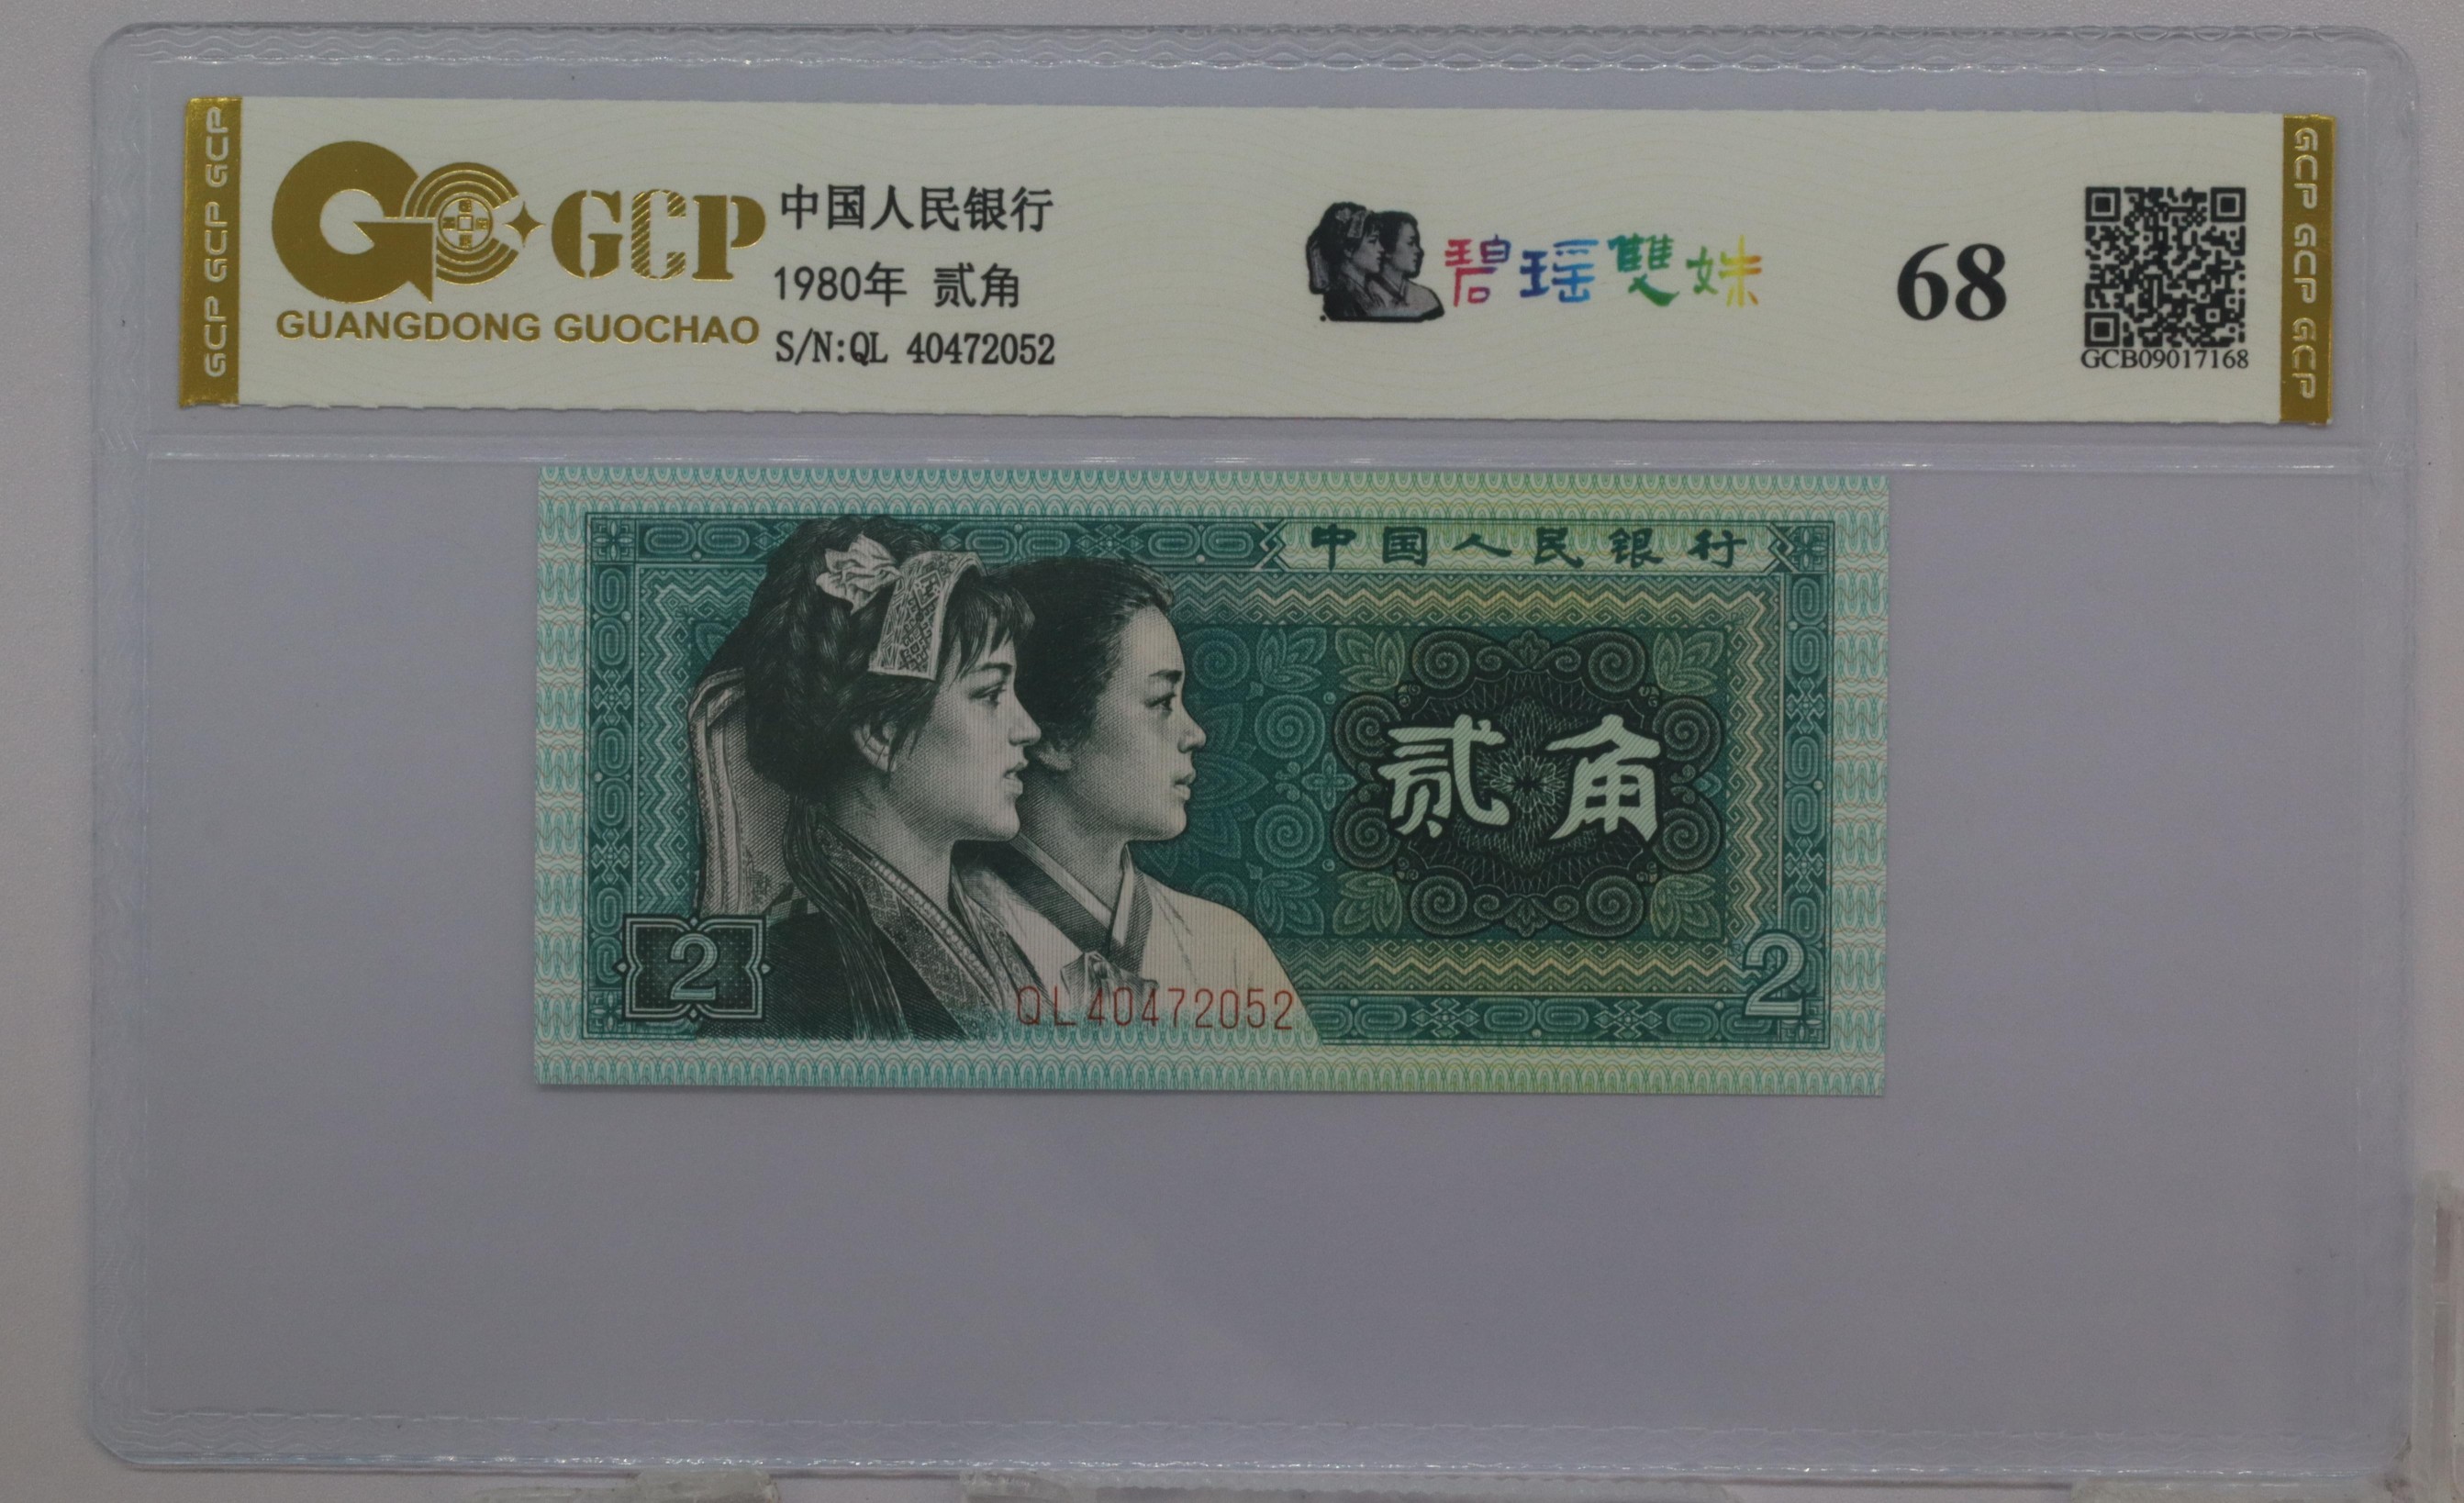 GCP GCP GCP
GCP
GUANGDONG GUOCHAO
中国人民银行
1980年 贰角
S/N:QL 40472052
碧瑶雙姝
68
GCB09017168
GCP GCP GCP
中国人民银行
贰角
2
QL40472052
2